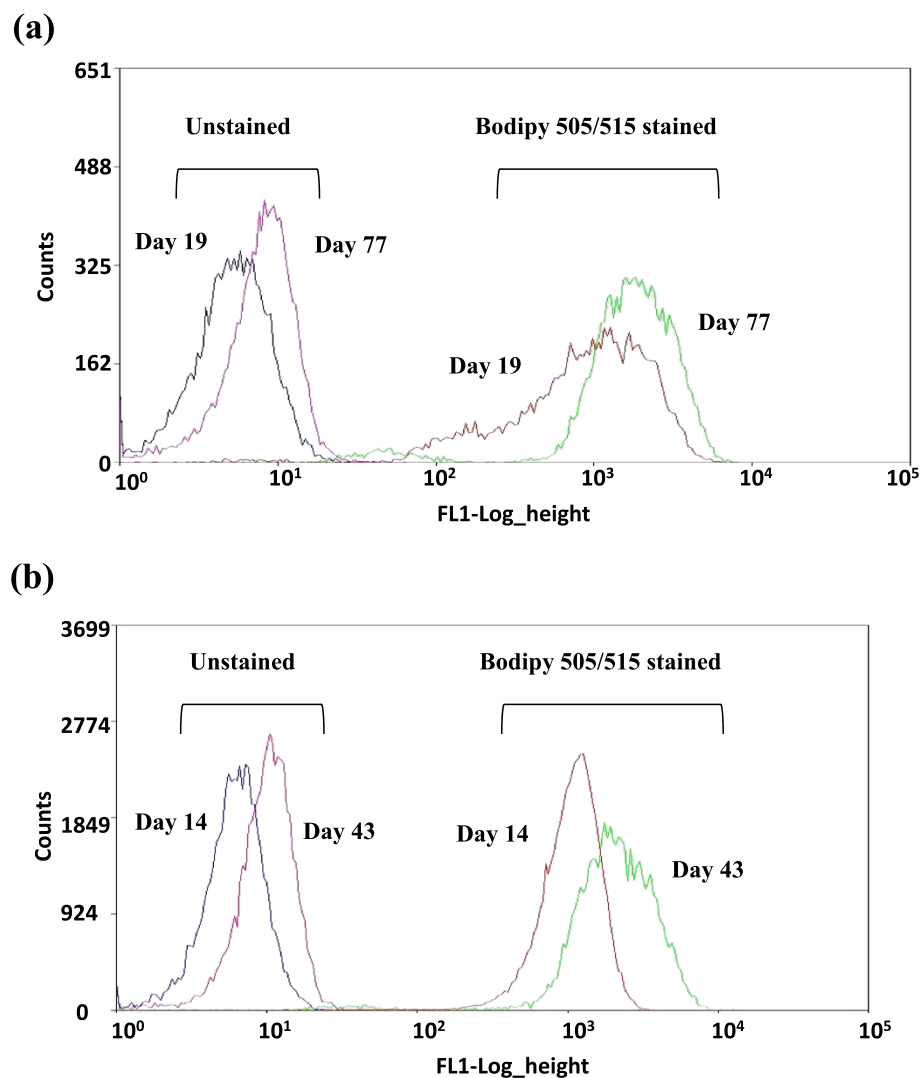 (a)
651
Unstained
Bodipy 505/515 stained
488
Day 19
Day 77
325
Counts
Day 77
162
Day 19
0
10⁰
10¹
10²
10³
10⁴
10⁵
FL1-Log_height
(b)
3699
Unstained
Bodipy 505/515 stained
2774
Day 14
Day 43
Day 14
1849
Counts
Day 43
924
0
10⁰
10¹
10²
10³
10⁴
10⁵
FL1-Log_height